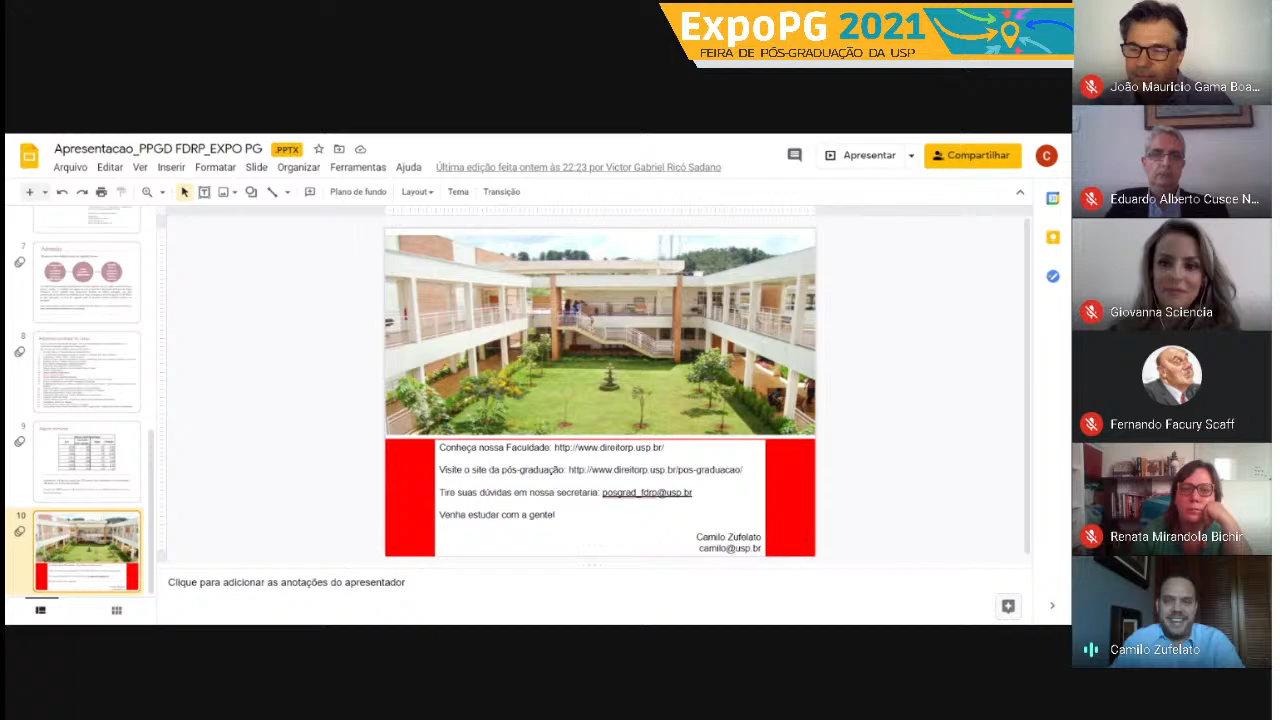 ExpoPG 2021
FEIRA DE PÓS-GRADUAÇÃO DA USP
João Mauricio Gama Boa...
Eduardo Alberto Cusce N...
Giovanna Sciencia
Fernando Facury Scaff
Renata Mirandola Bichir
Camilo Zufelato
Apresentacao_PPGD FDRP_EXPO PG .PPTX
Arquivo Editar Ver Inserir Formatar Slide Organizar Ferramentas Ajuda Última edição feita ontem às 22:23 por Victor Gabriel Ricó Sadano
Apresentar Compartilhar C
Plano de fundo Layout Tema Transição
7
8
9
10
Conheça nossa Faculdade: http://www.direitorp.usp.br/
Visite o site da pós-graduação: http://www.direitorp.usp.br/pos-graduacao/
Tire suas dúvidas em nossa secretaria: posgrad_fdrp@usp.br
Venha estudar com a gente!
Camilo Zufelato
camilo@usp.br
Clique para adicionar as anotações do apresentador